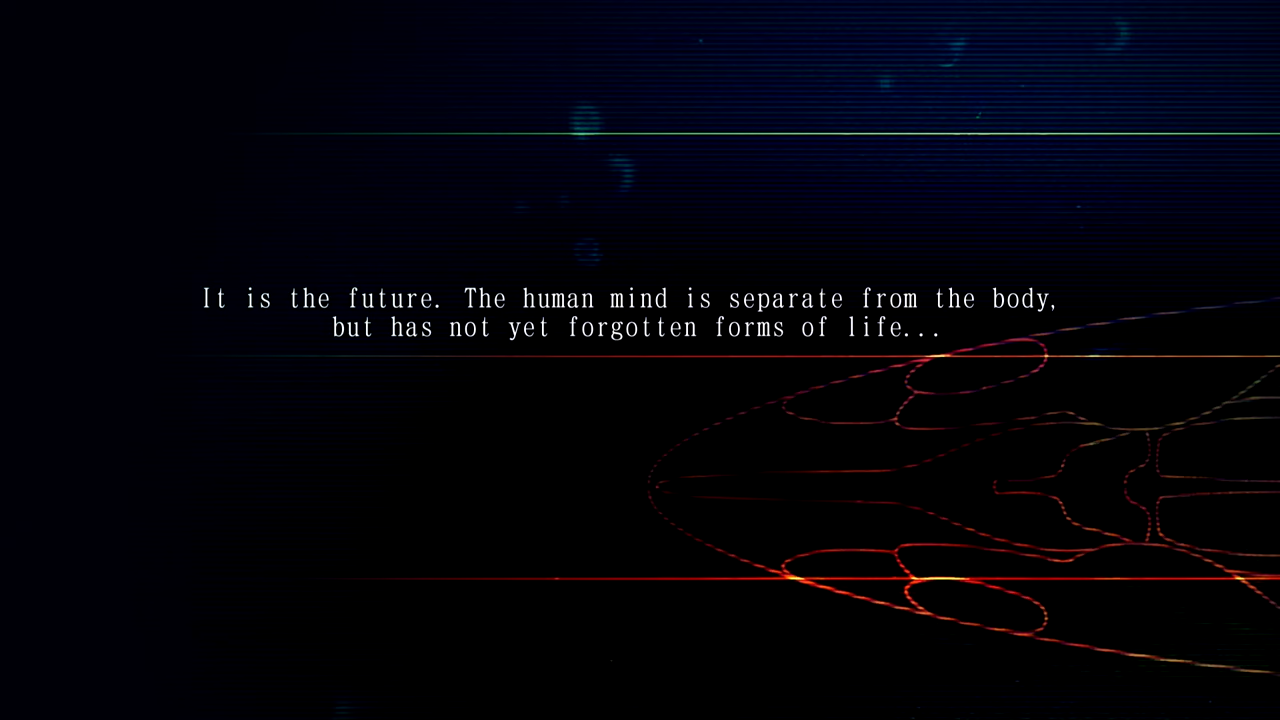 It is the future. The human mind is separate from the body,
but has not yet forgotten forms of life...